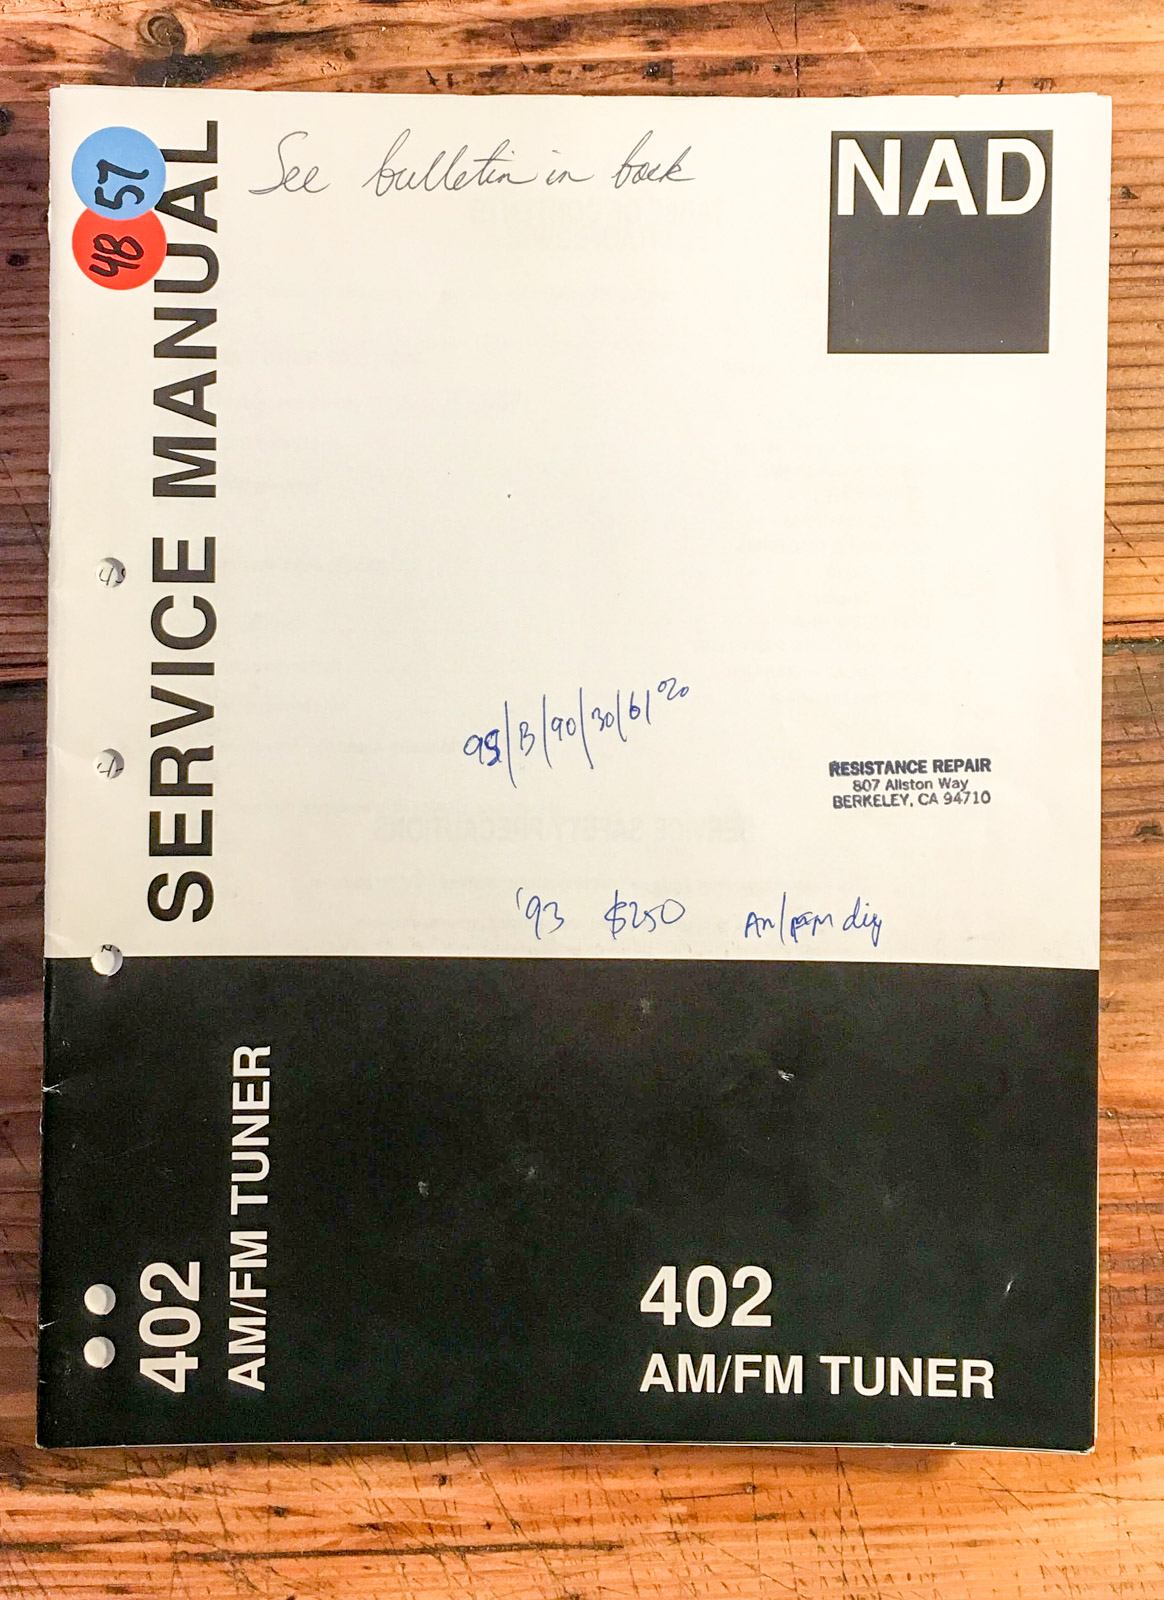 SERVICE MANUAL
57
48
See bulletin in back
NAD
RESISTANCE REPAIR
807 Allston Way
BERKELEY, CA 94710
'93 $250
402
AM/FM TUNER
402
AM/FM TUNER